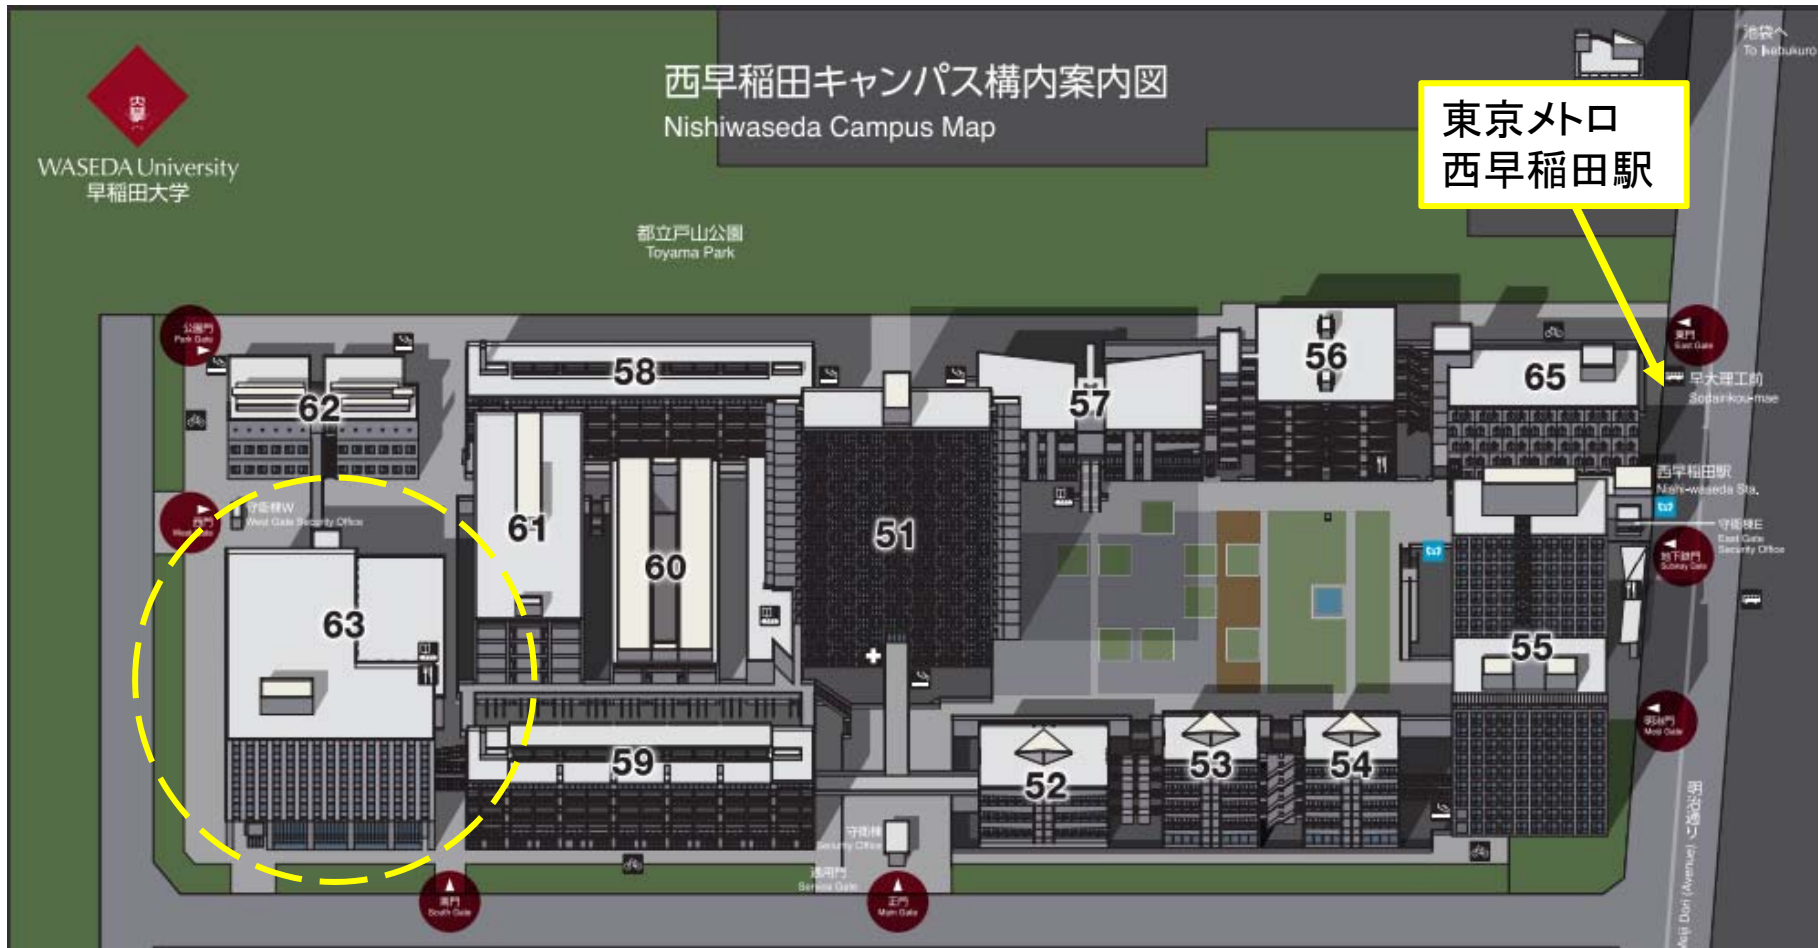 西早稲田キャンパス構内案内図
Nishiwaseda Campus Map
WASEDA University
早稲田大学
池袋へ
To Ikebukuro
東京メトロ
西早稲田駅
都立戸山公園
Toyama Park
公園門
Park Gate
東門
East Gate
早大理工前
Sodairikou-mae
58
56
65
62
57
西早稲田駅
Nishi-waseda Sta.
守衛棟W
West Gate Security Office
西門
West Gate
61
60
51
守衛棟E
East Gate
Security Office
地下鉄門
Subway Gate
63
55
明治門
Meiji Gate
59
52
53
54
守衛棟
Security Office
通用門
Service Gate
南門
South Gate
正門
Main Gate
明治通り
Meiji Dori (Avenue)